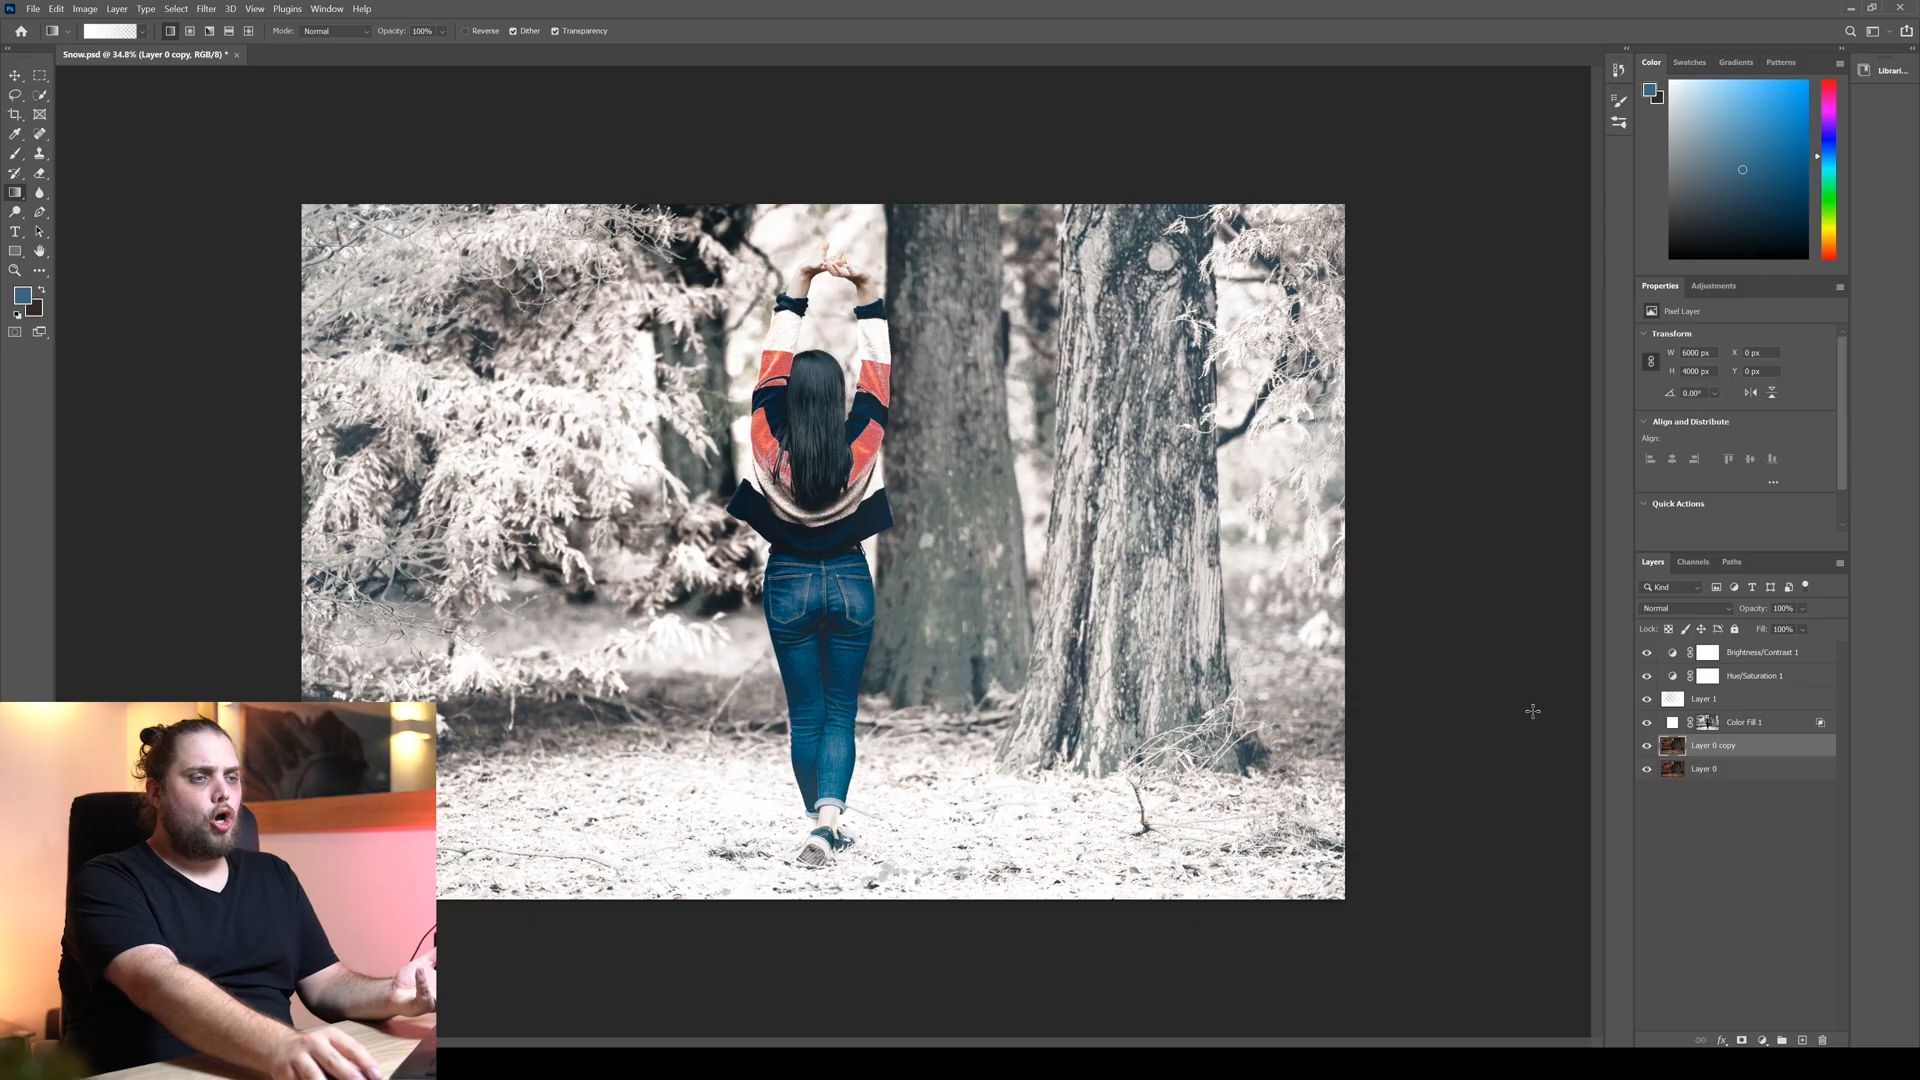 Ps File Edit Image Layer Type Select Filter 3D View Plugins Window Help
Mode: Normal Opacity: 100% Reverse Dither Transparency
Snow.psd @ 34.8% (Layer 0 copy, RGB/8) *
Color Swatches Gradients Patterns
Librari...
Properties Adjustments
Pixel Layer
Transform
W 6000 px X 0 px
H 4000 px Y 0 px
0.00°
Align and Distribute
Align:
Quick Actions
Layers Channels Paths
Kind
Normal Opacity: 100%
Lock: Fill: 100%
Brightness/Contrast 1
Hue/Saturation 1
Layer 1
Color Fill 1
Layer 0 copy
Layer 0
fx